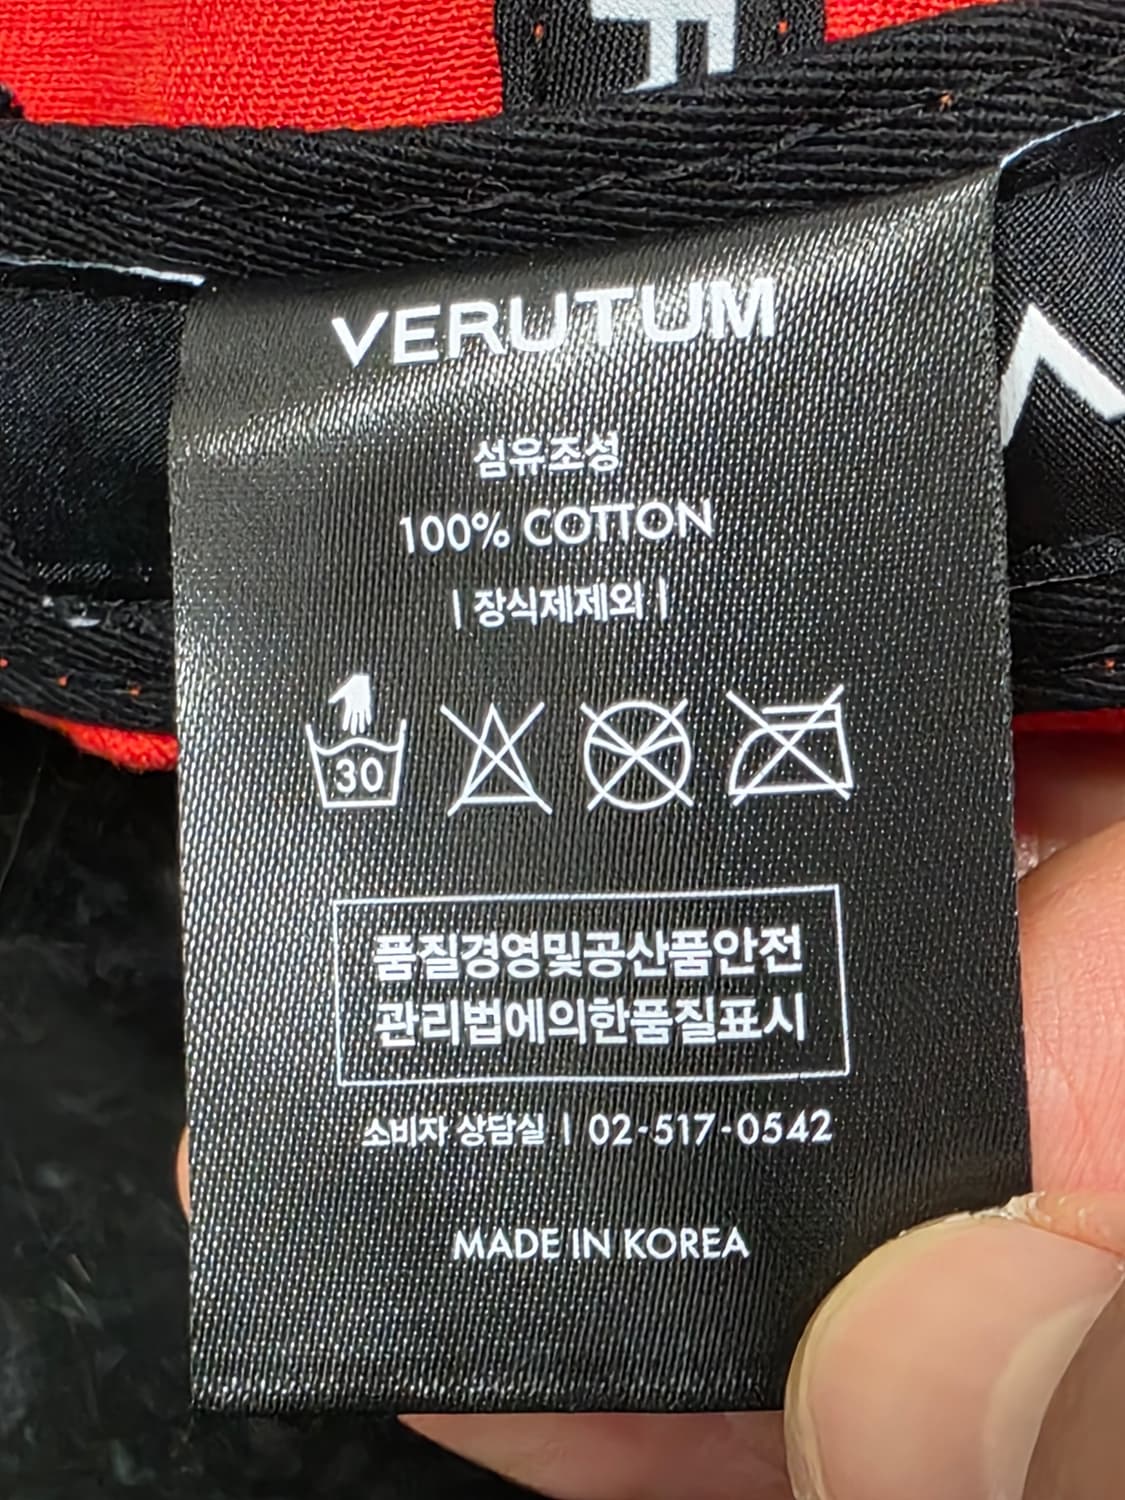 F
VERUTUM
섬유조성
100% COTTON
| 장식제제외 |
30
품질경영및공산품안전
관리법에의한품질표시
소비자 상담실 | 02-517-0542
MADE IN KOREA